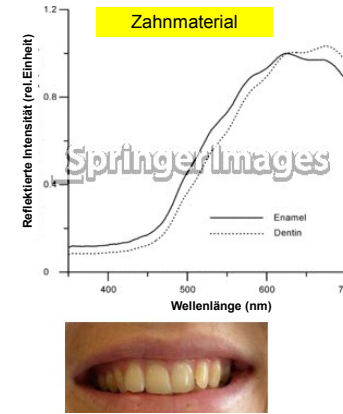 Zahnmaterial
1.2
0.8
0.4
0
Reflektierte Intensität (rel.Einheit)
SpringerImages
Enamel
Dentin
400
500
600
Wellenlänge (nm)